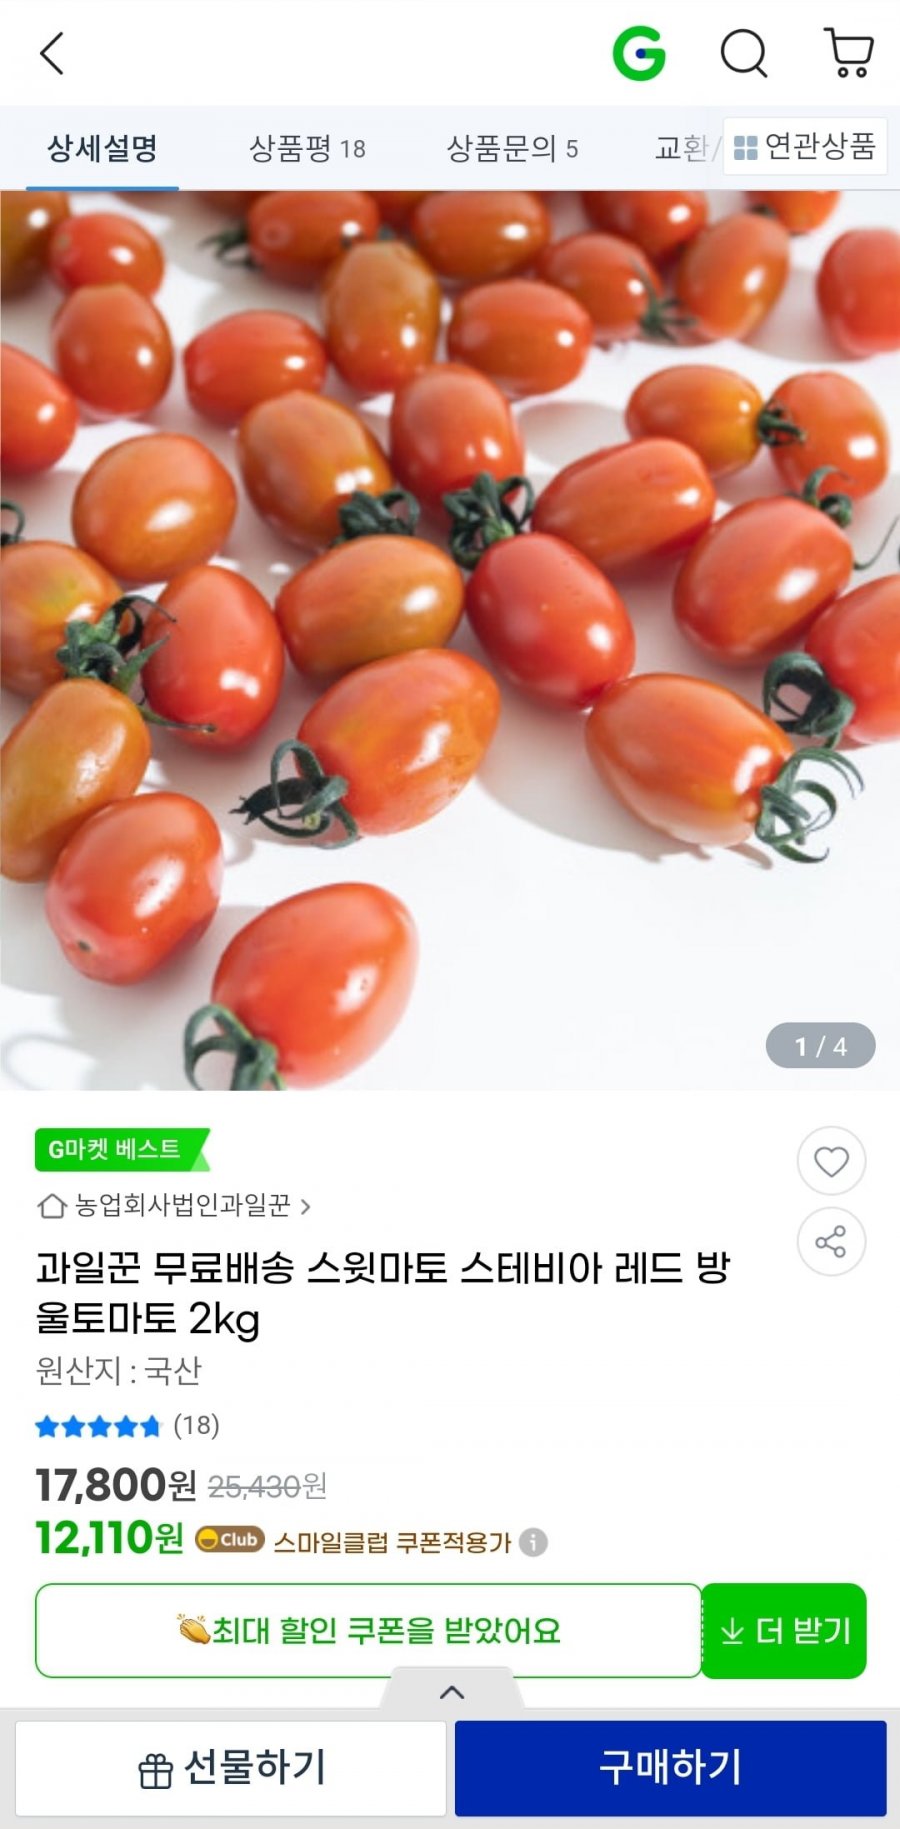 상세설명 상품평 18 상품문의 5 교환/ 연관상품
1 / 4
G마켓 베스트
농업회사법인과일꾼 >
과일꾼 무료배송 스윗마토 스테비아 레드 방
울토마토 2kg
원산지 : 국산
(18)
17,800원 25,430원
12,110원 Club 스마일클럽 쿠폰적용가 i
👏최대 할인 쿠폰을 받았어요 더 받기
선물하기 구매하기